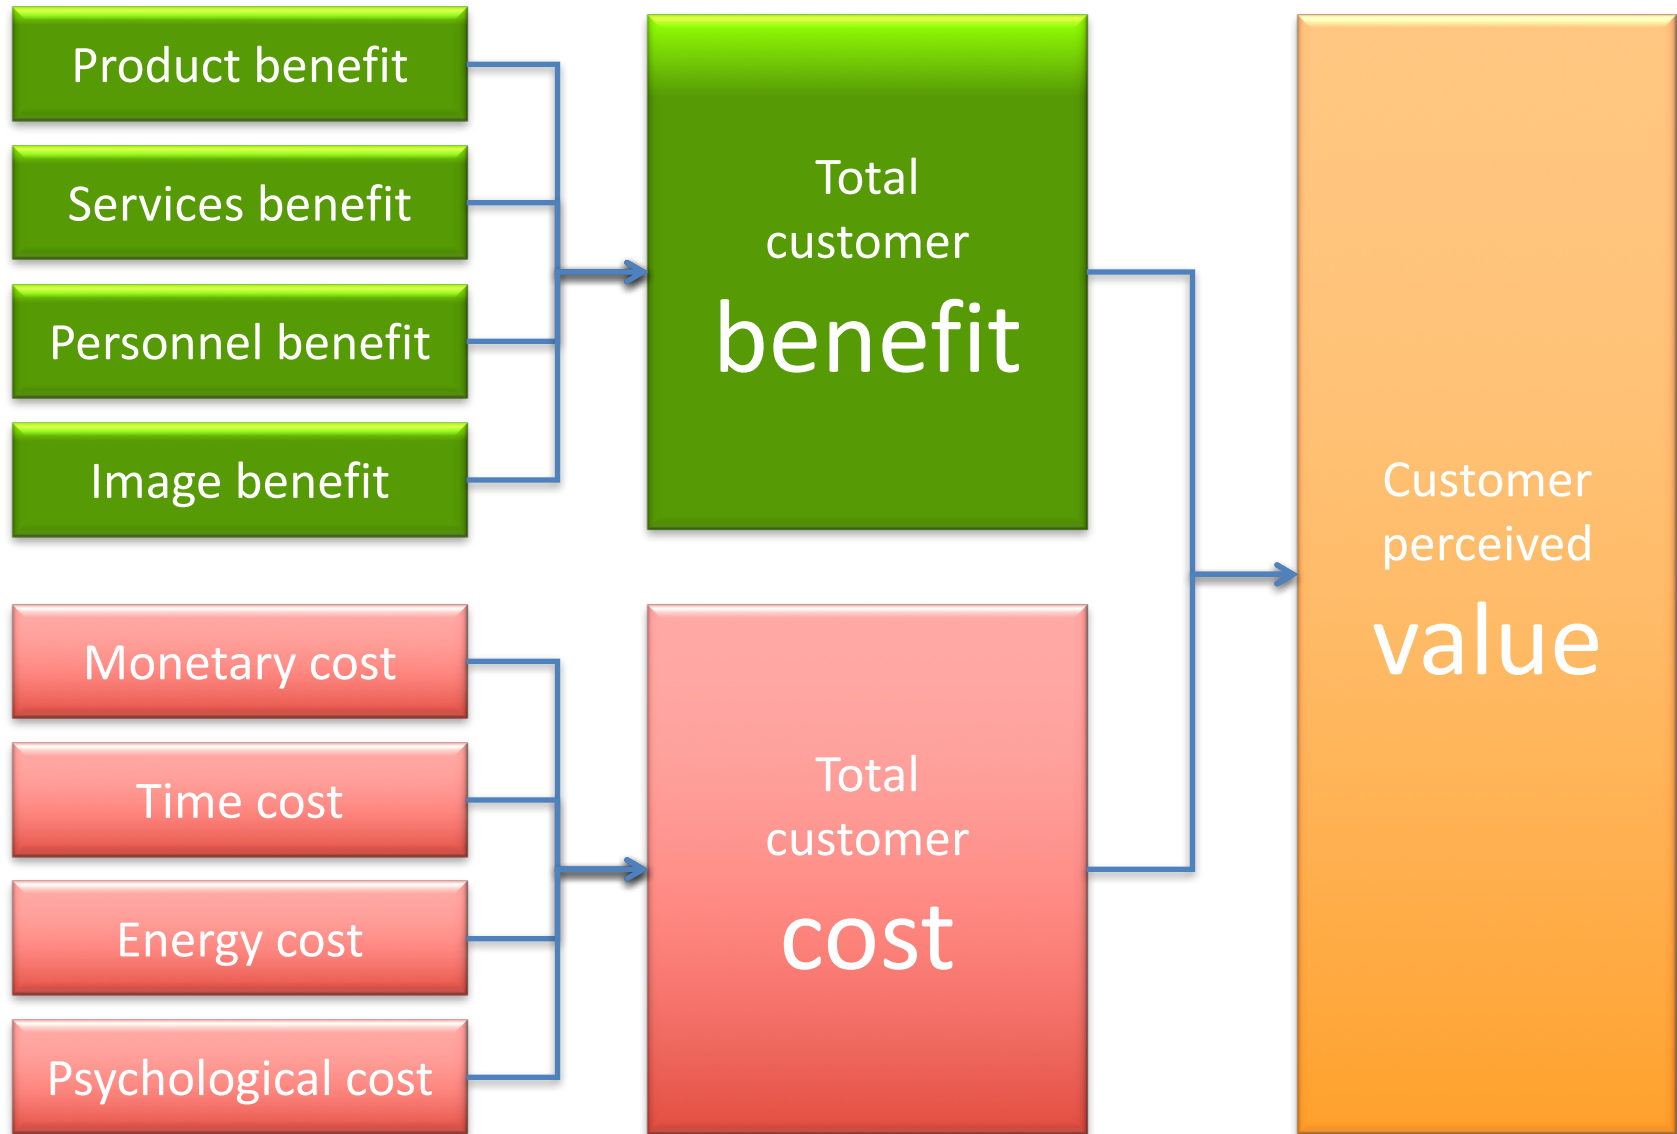 Product benefit
Services benefit
Personnel benefit
Image benefit
Total
customer
benefit
Monetary cost
Time cost
Energy cost
Psychological cost
Total
customer
cost
Customer
perceived
value